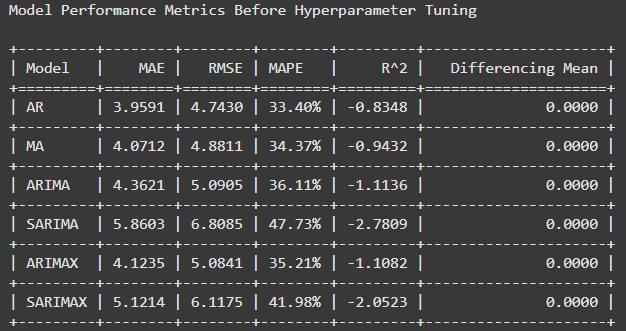 Model Performance Metrics Before Hyperparameter Tuning
+---------+--------+--------+--------+---------+--------------------+
| Model   |    MAE |   RMSE | MAPE   |     R^2 |   Differencing Mean |
+=========+========+========+========+=========+=====================+
| AR      | 3.9591 | 4.7430 | 33.40% | -0.8348 |              0.0000 |
+---------+--------+--------+--------+---------+---------------------+
| MA      | 4.0712 | 4.8811 | 34.37% | -0.9432 |              0.0000 |
+---------+--------+--------+--------+---------+---------------------+
| ARIMA   | 4.3621 | 5.0905 | 36.11% | -1.1136 |              0.0000 |
+---------+--------+--------+--------+---------+---------------------+
| SARIMA  | 5.8603 | 6.8085 | 47.73% | -2.7809 |              0.0000 |
+---------+--------+--------+--------+---------+---------------------+
| ARIMAX  | 4.1235 | 5.0841 | 35.21% | -1.1082 |              0.0000 |
+---------+--------+--------+--------+---------+---------------------+
| SARIMAX | 5.1214 | 6.1175 | 41.98% | -2.0523 |              0.0000 |
+---------+--------+--------+--------+---------+---------------------+